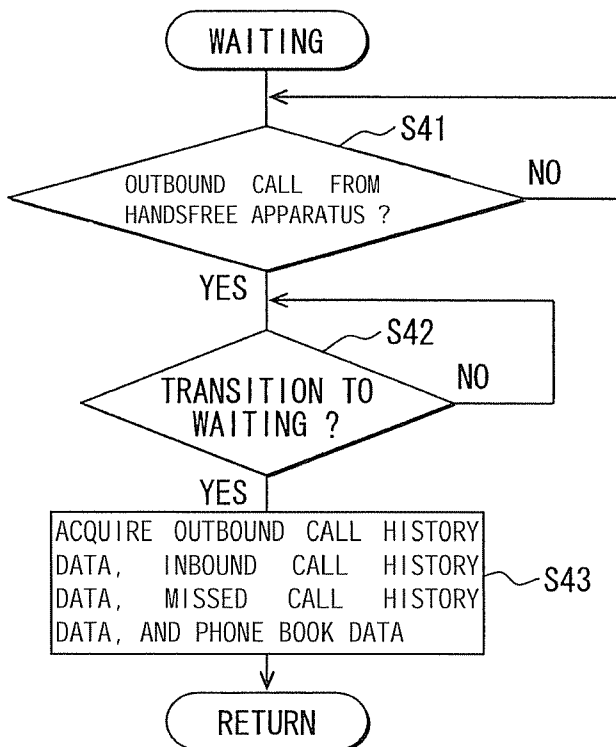 WAITING
S41
OUTBOUND CALL FROM
HANDSFREE APPARATUS ?
NO
YES
S42
TRANSITION TO
WAITING ?
NO
YES
ACQUIRE OUTBOUND CALL HISTORY
DATA, INBOUND CALL HISTORY
DATA, MISSED CALL HISTORY
DATA, AND PHONE BOOK DATA
S43
RETURN